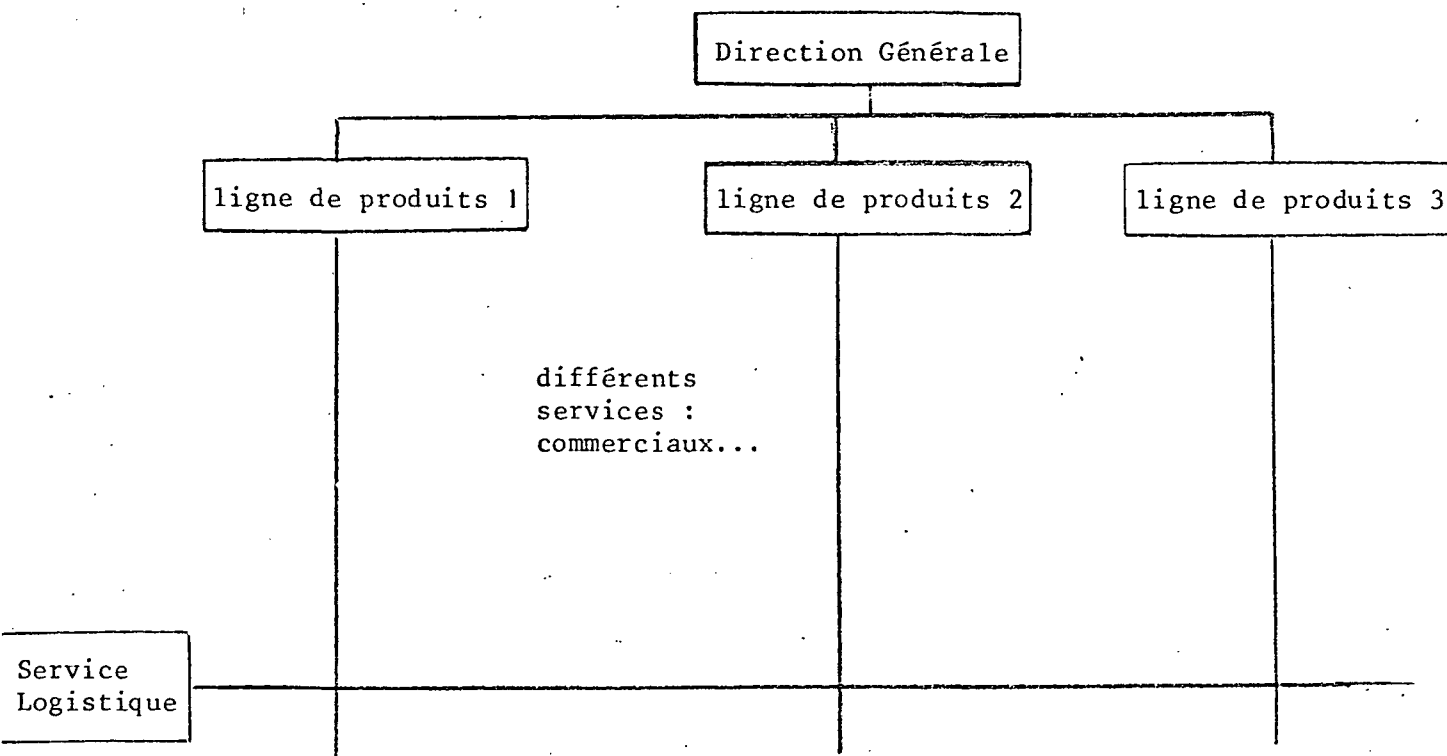 Direction Générale
ligne de produits 1
ligne de produits 2
ligne de produits 3
différents
services :
commerciaux...
Service
Logistique